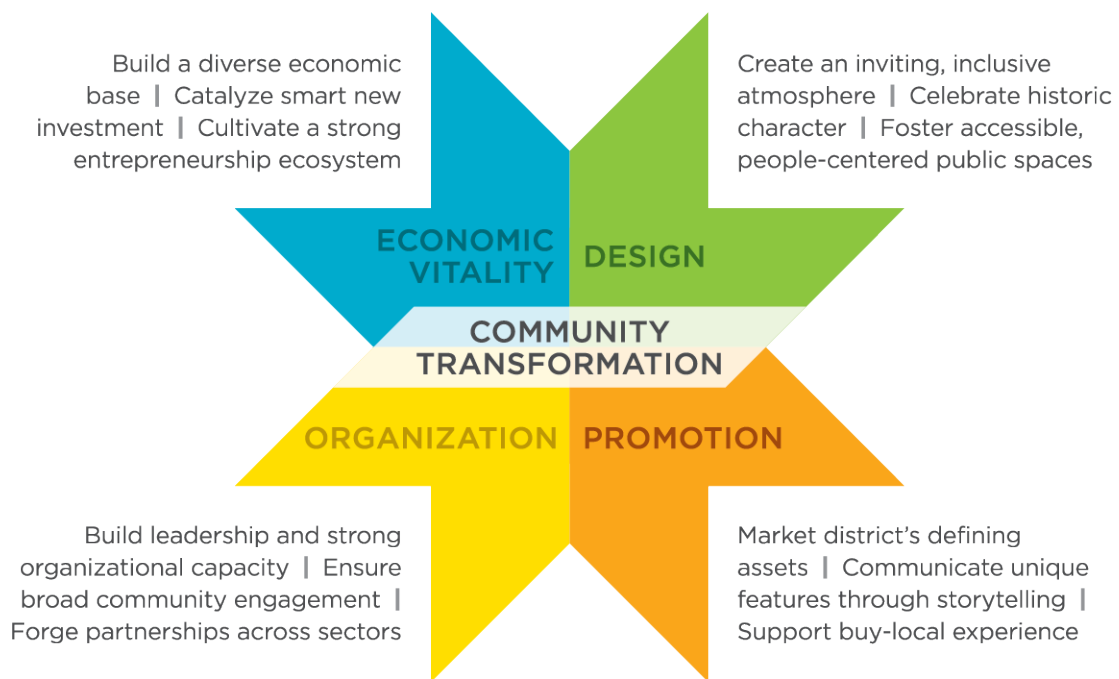 Build a diverse economic
base | Catalyze smart new
investment | Cultivate a strong
entrepreneurship ecosystem
Create an inviting, inclusive
atmosphere | Celebrate historic
character | Foster accessible,
people-centered public spaces
ECONOMIC
VITALITY
DESIGN
COMMUNITY
TRANSFORMATION
ORGANIZATION
PROMOTION
Build leadership and strong
organizational capacity | Ensure
broad community engagement |
Forge partnerships across sectors
Market district’s defining
assets | Communicate unique
features through storytelling |
Support buy-local experience